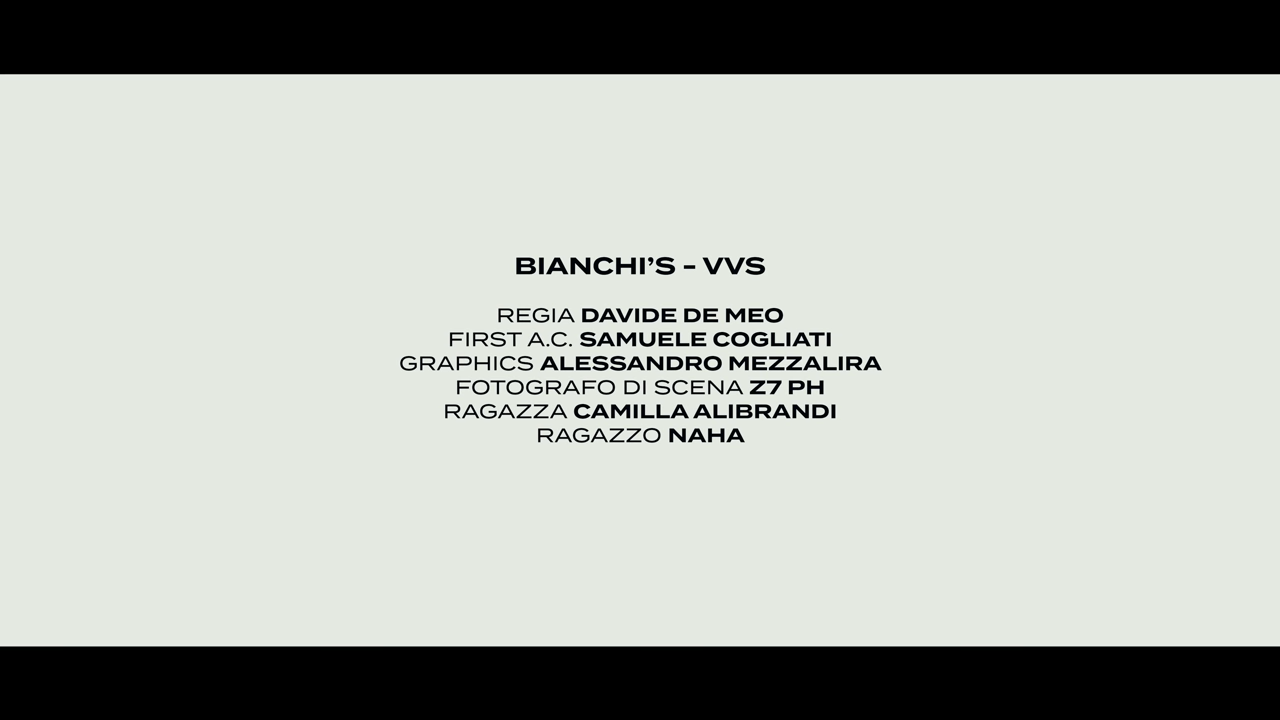 BIANCHI’S - VVS
REGIA DAVIDE DE MEO
FIRST A.C. SAMUELE COGLIATI
GRAPHICS ALESSANDRO MEZZALIRA
FOTOGRAFO DI SCENA Z7 PH
RAGAZZA CAMILLA ALIBRANDI
RAGAZZO NAHA